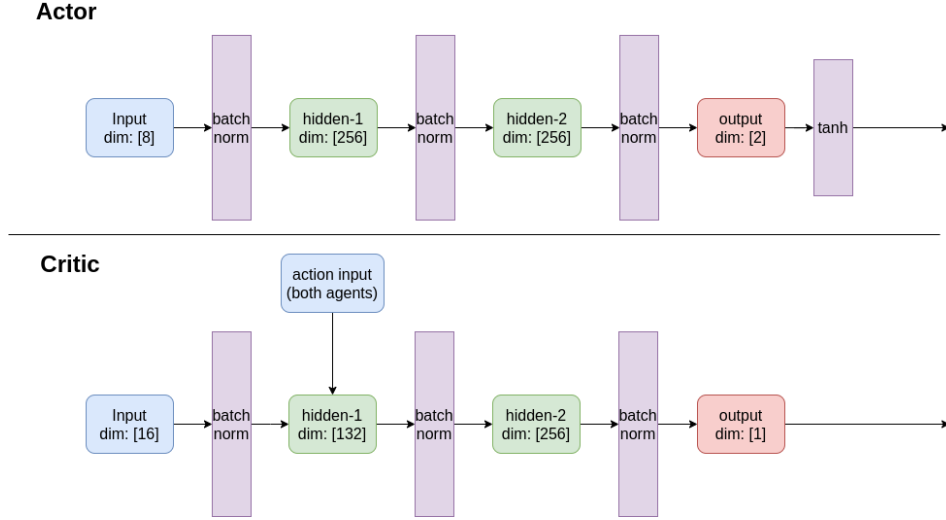 Actor
Input
dim: [8]
batch
norm
hidden-1
dim: [256]
batch
norm
hidden-2
dim: [256]
batch
norm
output
dim: [2]
tanh
Critic
action input
(both agents)
Input
dim: [16]
batch
norm
hidden-1
dim: [132]
batch
norm
hidden-2
dim: [256]
batch
norm
output
dim: [1]